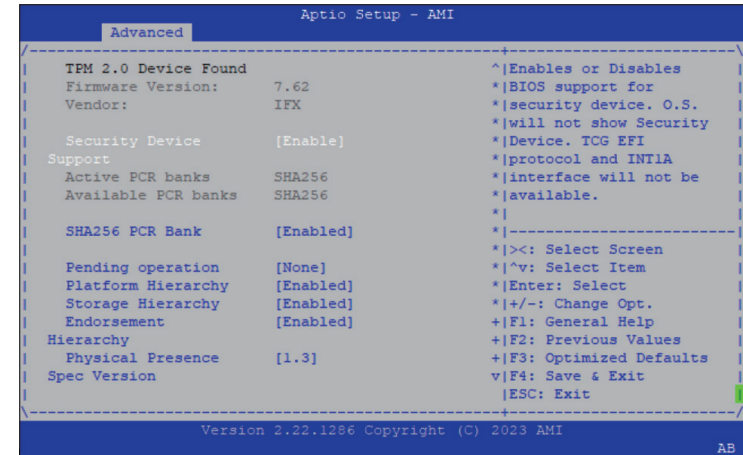 Aptio Setup - AMI
Advanced
/------------------------------------------------+----------------------\
| TPM 2.0 Device Found ^|Enables or Disables |
| Firmware Version: 7.62 *|BIOS support for |
| Vendor: IFX *|security device. O.S. |
| *|will not show Security |
| Security Device [Enable] *|Device. TCG EFI |
| Support *|protocol and INT1A |
| Active PCR banks SHA256 *|interface will not be |
| Available PCR banks SHA256 *|available. |
| *| |
| SHA256 PCR Bank [Enabled] *|----------------------|
| *|><: Select Screen |
| Pending operation [None] *|^v: Select Item |
| Platform Hierarchy [Enabled] *|Enter: Select |
| Storage Hierarchy [Enabled] *|+/-: Change Opt. |
| Endorsement [Enabled] +|F1: General Help |
| Hierarchy +|F2: Previous Values |
| Physical Presence [1.3] +|F3: Optimized Defaults |
| Spec Version v|F4: Save & Exit |
| |ESC: Exit |
\------------------------------------------------+----------------------/
Version 2.22.1286 Copyright (C) 2023 AMI
AB